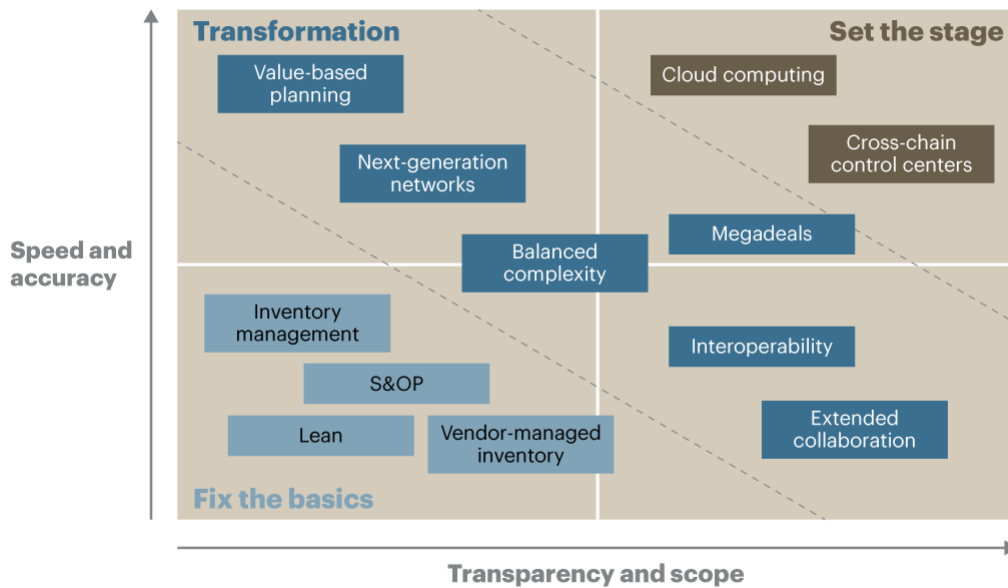 Transformation
Set the stage
Value-based
planning
Cloud computing
Cross-chain
control centers
Next-generation
networks
Megadeals
Speed and
accuracy
Balanced
complexity
Inventory
management
Interoperability
S&OP
Lean
Vendor-managed
inventory
Extended
collaboration
Fix the basics
Transparency and scope